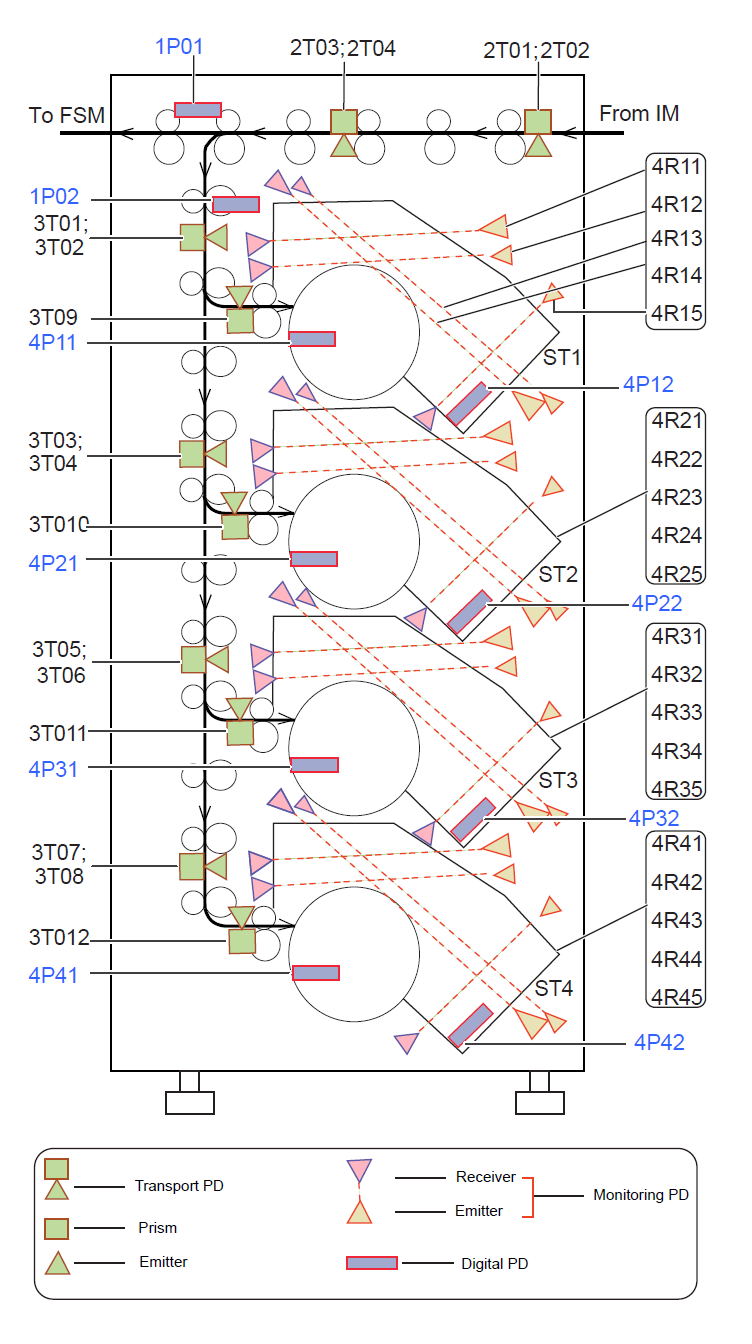 1P01
2T03;2T04
2T01;2T02
To FSM
From IM
4R11
1P02
4R12
3T01;
3T02
4R13
4R14
3T09
4R15
4P11
ST1
4P12
4R21
3T03;
3T04
4R22
4R23
3T010
4R24
4P21
ST2
4R25
4P22
4R31
3T05;
3T06
4R32
4R33
3T011
4R34
4P31
ST3
4R35
4P32
4R41
3T07;
3T08
4R42
4R43
3T012
4R44
4P41
ST4
4R45
4P42
Transport PD
Receiver
Monitoring PD
Emitter
Prism
Emitter
Digital PD